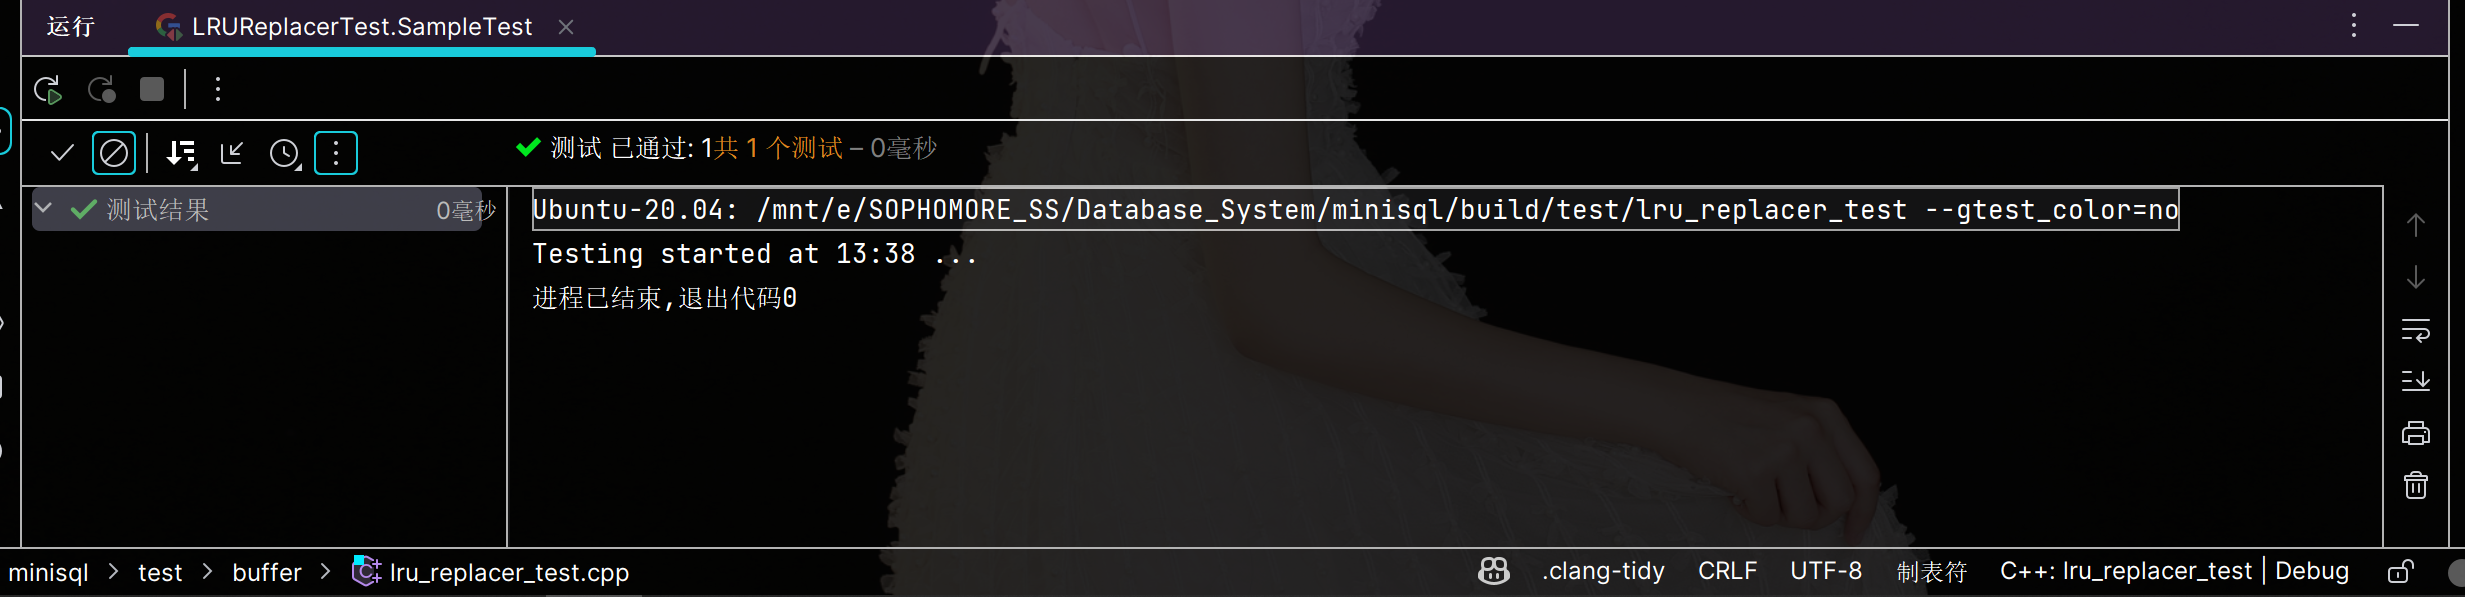 运行 LRUReplacerTest.SampleTest
测试 已通过: 1共 1 个测试 – 0毫秒
测试结果 0毫秒
Ubuntu-20.04: /mnt/e/SOPHOMORE_SS/Database_System/minisql/build/test/lru_replacer_test --gtest_color=no
Testing started at 13:38 ...
进程已结束,退出代码0
minisql > test > buffer > lru_replacer_test.cpp .clang-tidy CRLF UTF-8 制表符 C++: lru_replacer_test | Debug